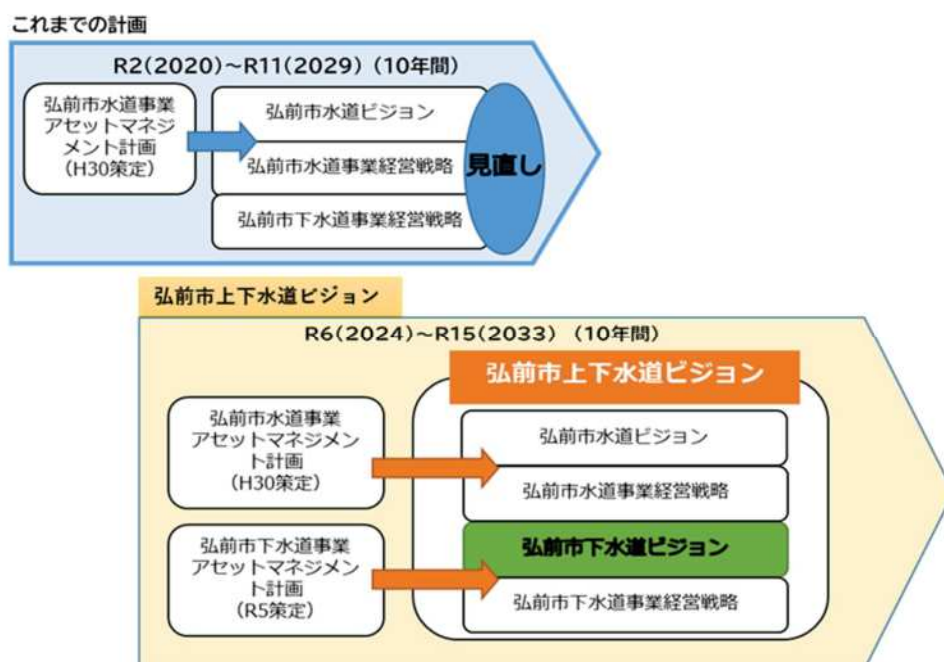 これまでの計画
R2(2020)～R11(2029) (10年間)
弘前市水道事業
アセットマネジ
メント計画
(H30策定)
弘前市水道ビジョン
弘前市水道事業経営戦略
弘前市下水道事業経営戦略
見直し
弘前市上下水道ビジョン
R6(2024)～R15(2033) (10年間)
弘前市上下水道ビジョン
弘前市水道事業
アセットマネジメン
ト計画
(H30策定)
弘前市水道ビジョン
弘前市水道事業経営戦略
弘前市下水道事業
アセットマネジメン
ト計画
(R5策定)
弘前市下水道ビジョン
弘前市下水道事業経営戦略